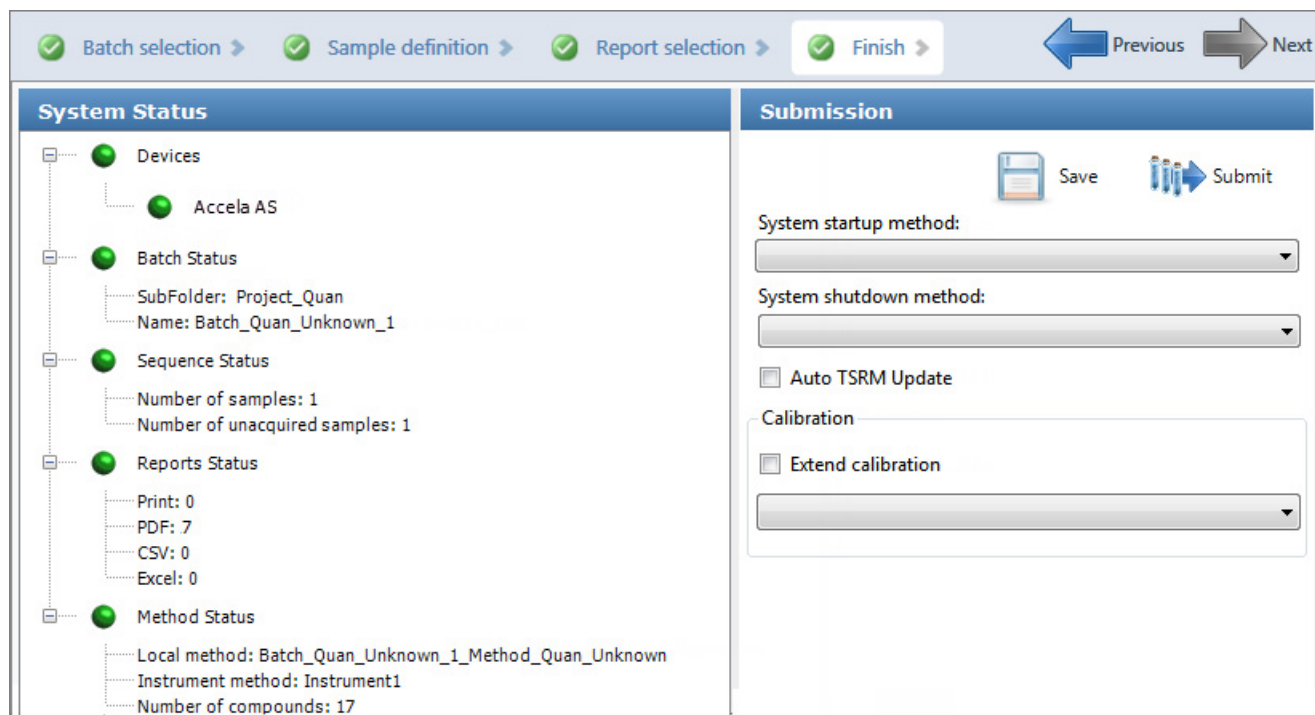 Batch selection
Sample definition
Report selection
Finish
Previous
Next
System Status
Devices
Accela AS
Batch Status
SubFolder: Project_Quan
Name: Batch_Quan_Unknown_1
Sequence Status
Number of samples: 1
Number of unacquired samples: 1
Reports Status
Print: 0
PDF: 7
CSV: 0
Excel: 0
Method Status
Local method: Batch_Quan_Unknown_1_Method_Quan_Unknown
Instrument method: Instrument1
Number of compounds: 17
Submission
Save
Submit
System startup method:
System shutdown method:
Auto TSRM Update
Calibration
Extend calibration